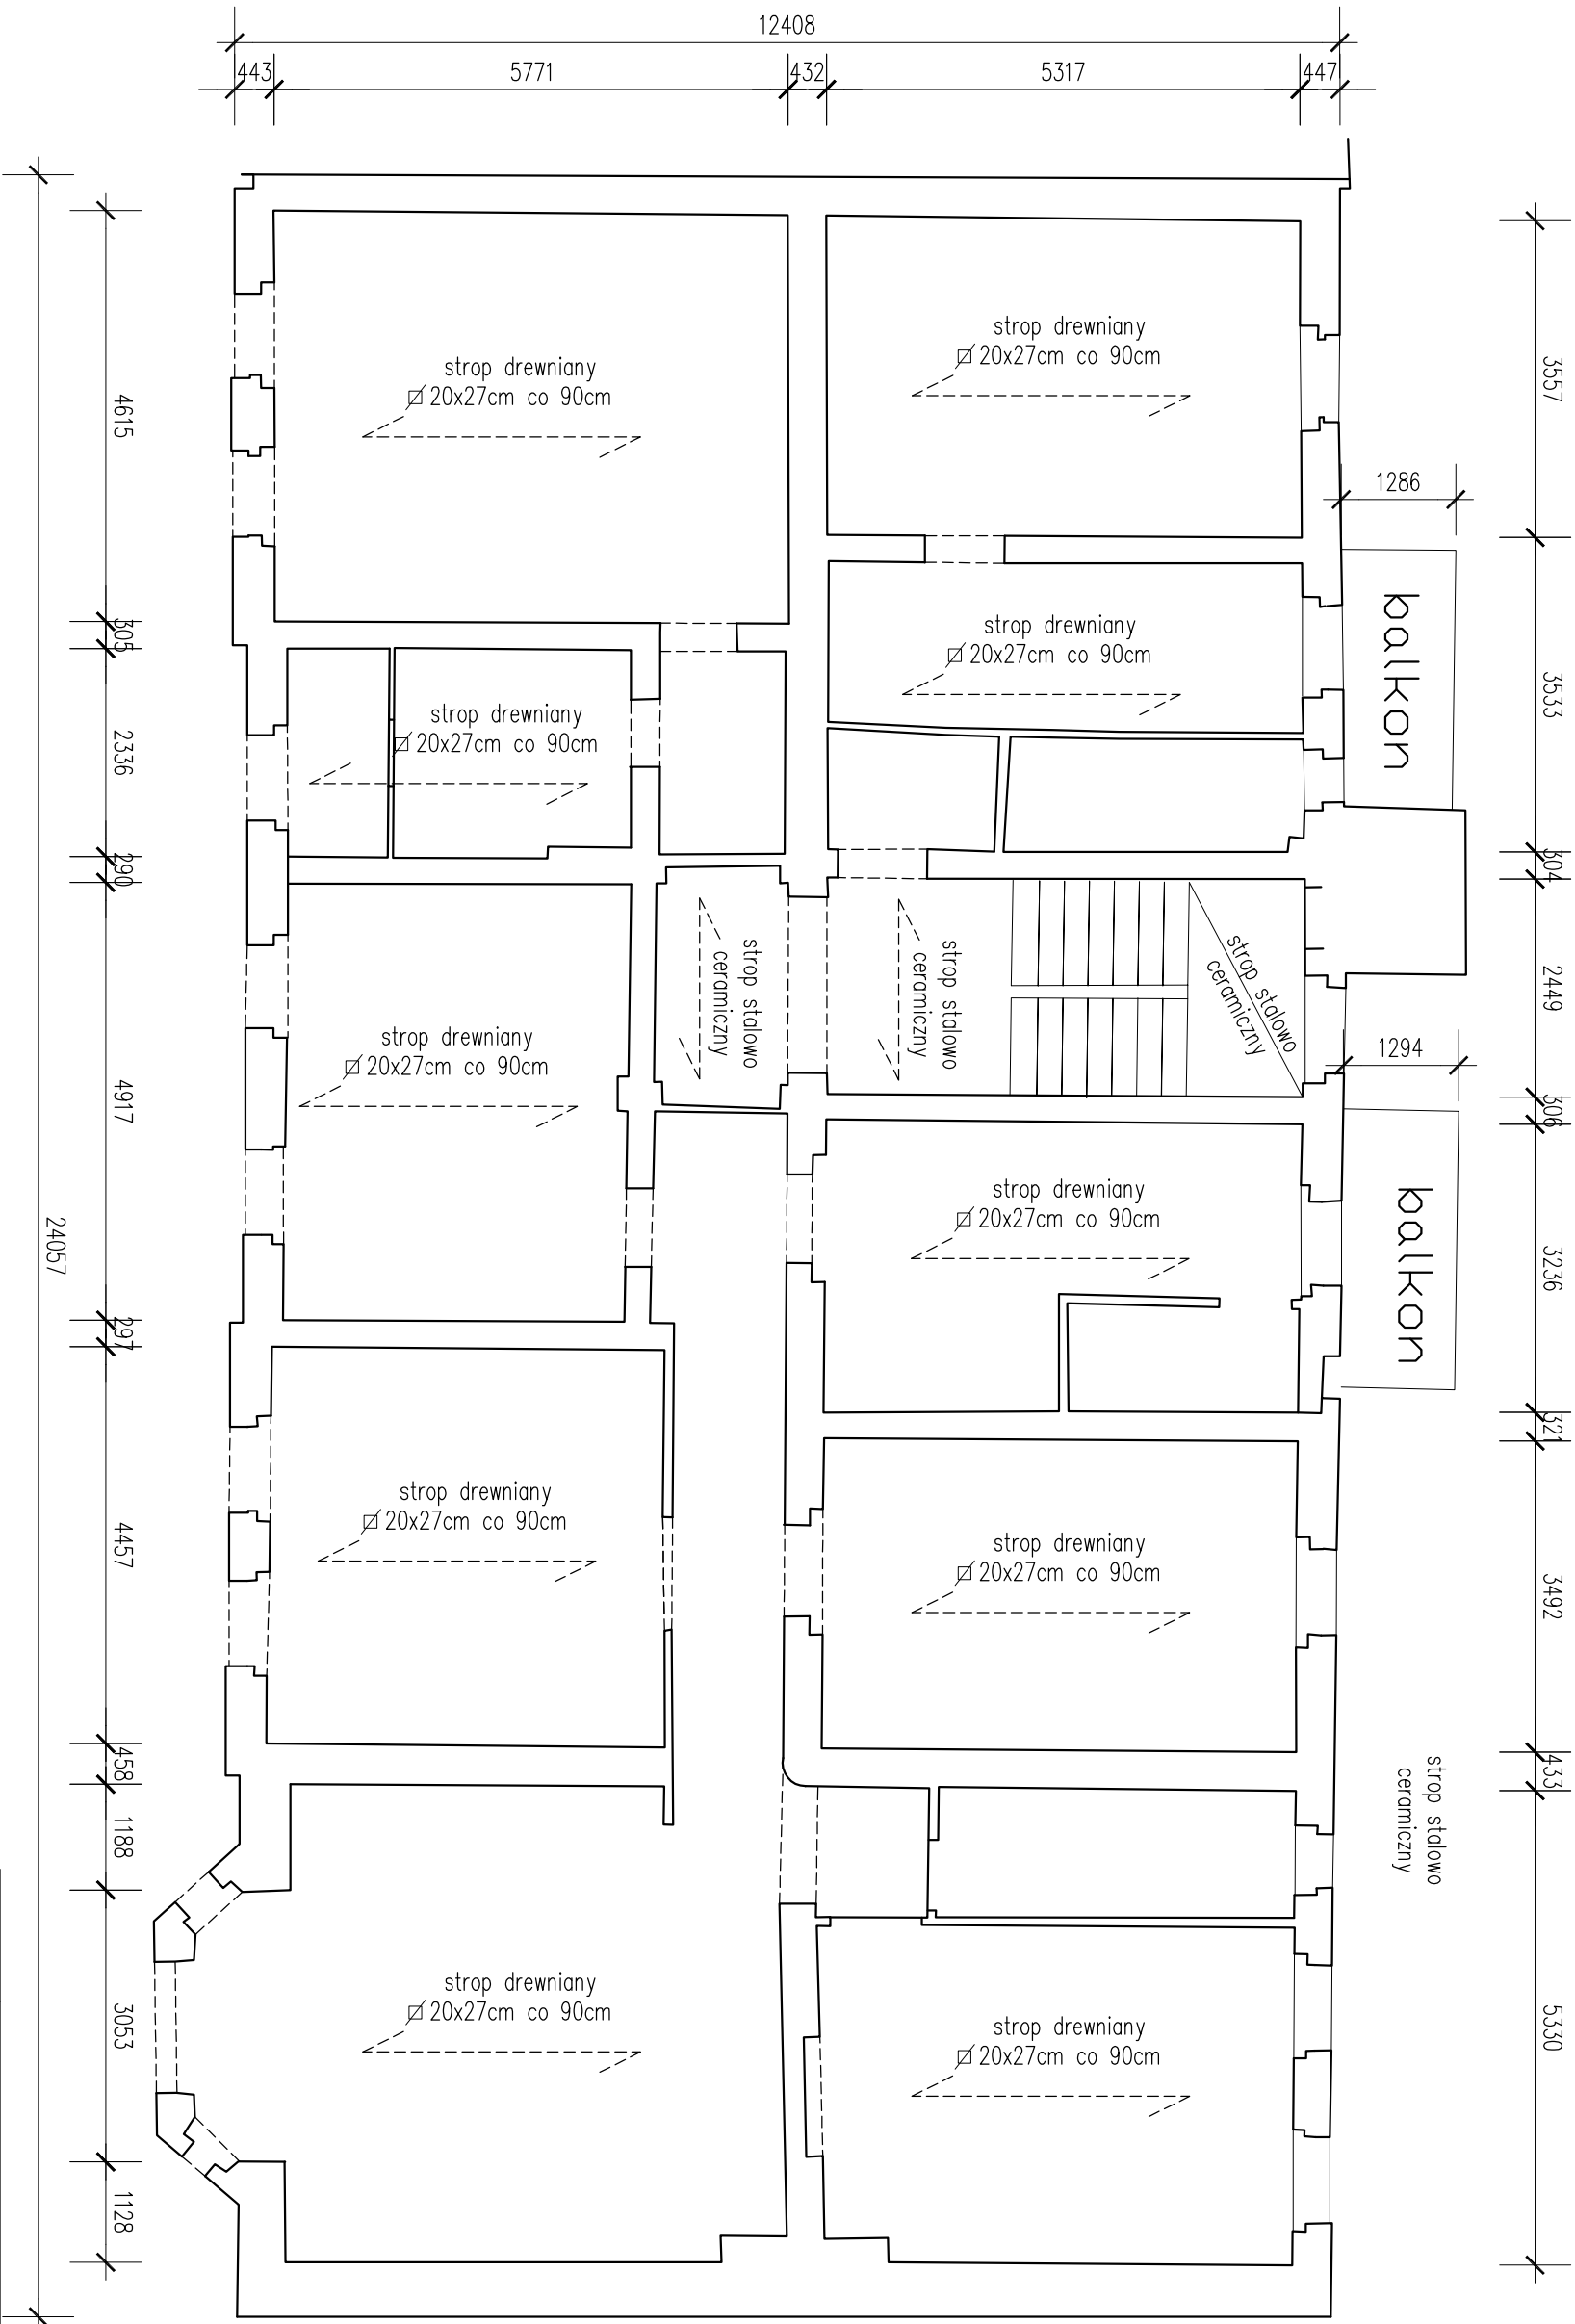 12408
443
5771
432
5317
447
strop drewniany
20x27cm co 90cm
strop drewniany
20x27cm co 90cm
3557
4615
1286
balkon
3533
strop drewniany
20x27cm co 90cm
305
strop drewniany
20x27cm co 90cm
2336
290
304
strop stalowo
ceramiczny
strop stalowo
ceramiczny
strop stalowo
ceramiczny
2449
1294
strop drewniany
20x27cm co 90cm
4917
306
balkon
strop drewniany
20x27cm co 90cm
3236
24057
297
321
strop drewniany
20x27cm co 90cm
4457
strop drewniany
20x27cm co 90cm
3492
458
433
strop stalowo
ceramiczny
1188
strop drewniany
20x27cm co 90cm
3053
strop drewniany
20x27cm co 90cm
5330
1128